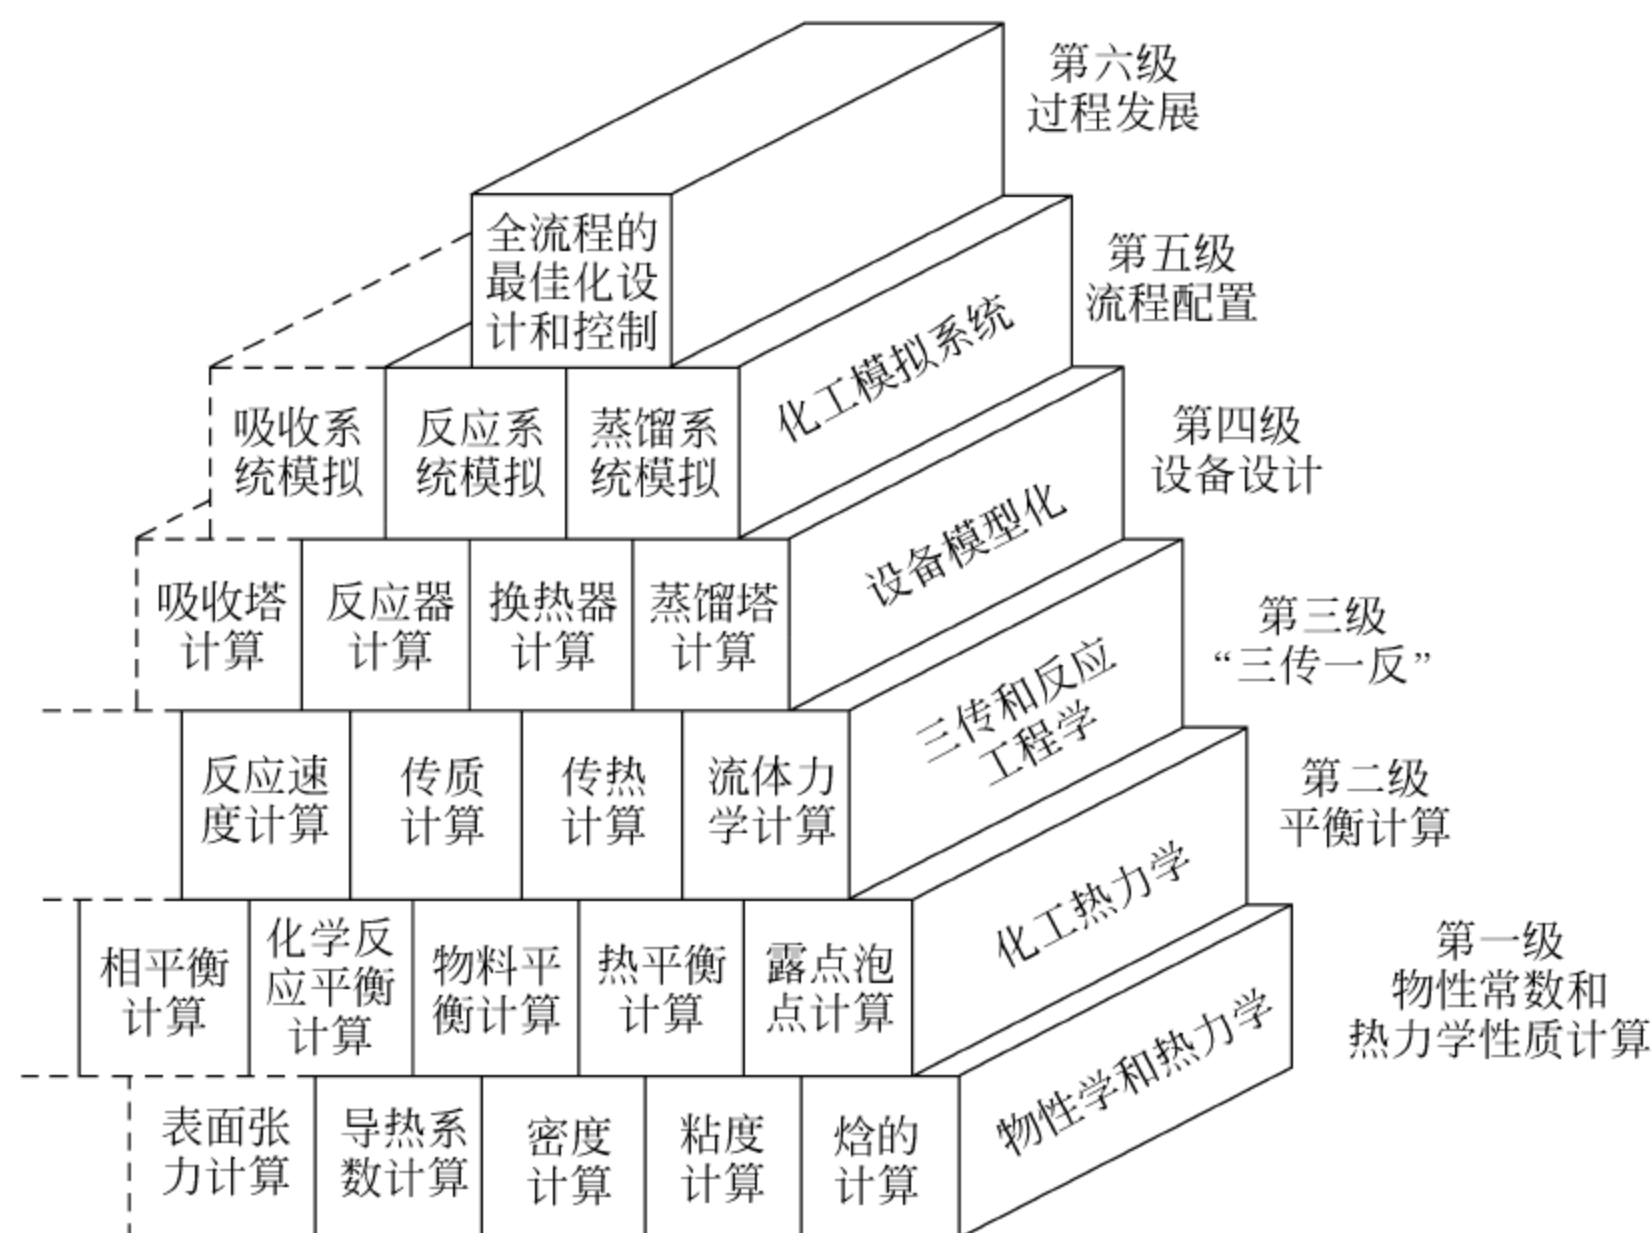 第六级
过程发展
全流程的
最佳化设
计和控制
第五级
流程配置
化工模拟系统
吸收系
统模拟
反应系
统模拟
蒸馏系
统模拟
第四级
设备设计
设备模型化
吸收塔
计算
反应器
计算
换热器
计算
蒸馏塔
计算
第三级
“三传一反”
三传和反应
工程学
反应速
度计算
传质
计算
传热
计算
流体力
学计算
第二级
平衡计算
化工热力学
相平衡
计算
化学反
应平衡
计算
物料平
衡计算
热平衡
计算
露点泡
点计算
第一级
物性常数和
热力学性质计算
物性学和热力学
表面张
力计算
导热系
数计算
密度
计算
粘度
计算
焓的
计算